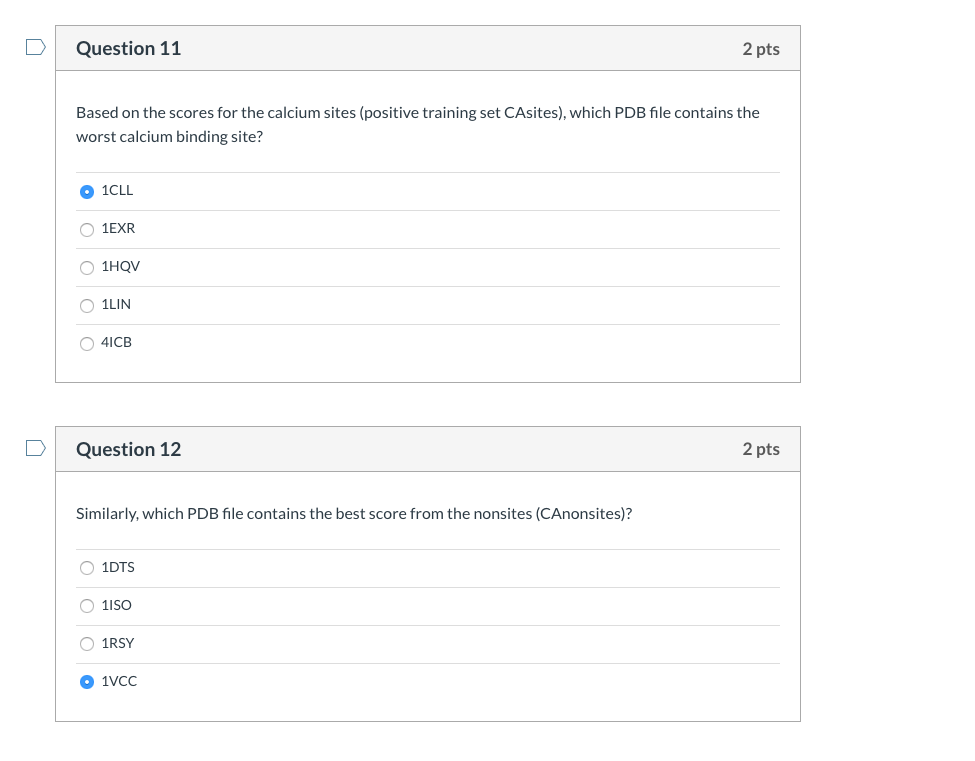 Question 11
2 pts
Based on the scores for the calcium sites (positive training set CAsites), which PDB file contains the
worst calcium binding site?
1CLL
1EXR
1HQV
1LIN
4ICB
Question 12
2 pts
Similarly, which PDB file contains the best score from the nonsites (CAnonsites)?
1DTS
1ISO
1RSY
1VCC